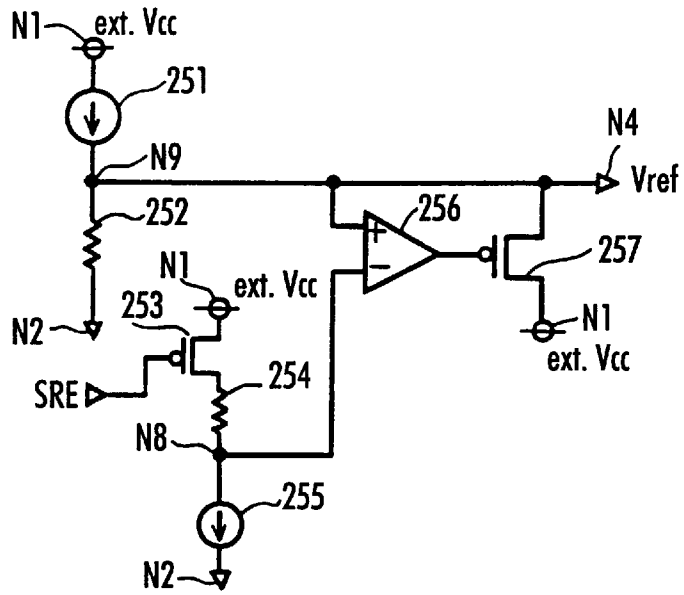 N1 ext. Vcc
251
N9
N4
Vref
252
256
257
N1
ext. Vcc
N1
ext. Vcc
253
N2
SRE
254
N8
255
N2
+
−